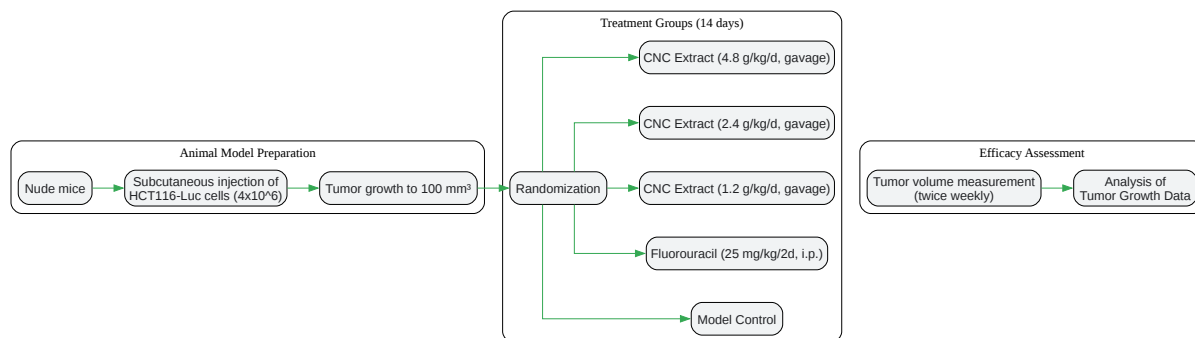 Animal Model Preparation
Nude mice
Subcutaneous injection of
HCT116-Luc cells (4x10^6)
Tumor growth to 100 mm³
Treatment Groups (14 days)
Randomization
CNC Extract (4.8 g/kg/d, gavage)
CNC Extract (2.4 g/kg/d, gavage)
CNC Extract (1.2 g/kg/d, gavage)
Fluorouracil (25 mg/kg/2d, i.p.)
Model Control
Efficacy Assessment
Tumor volume measurement
(twice weekly)
Analysis of
Tumor Growth Data